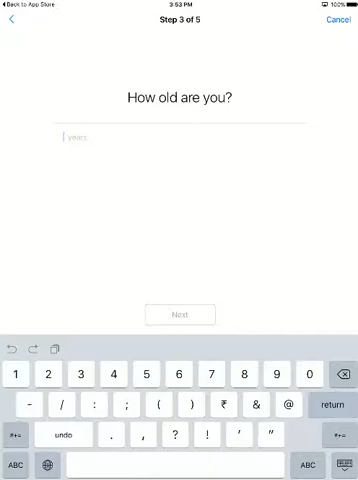 Back to App Store 3:53 PM 100%
Step 3 of 5 Cancel
How old are you?
years
Next
1 2 3 4 5 6 7 8 9 0
- / : ; ( ) ₹ & @ return
#+= undo . , ? ! ' " #+=
ABC ABC